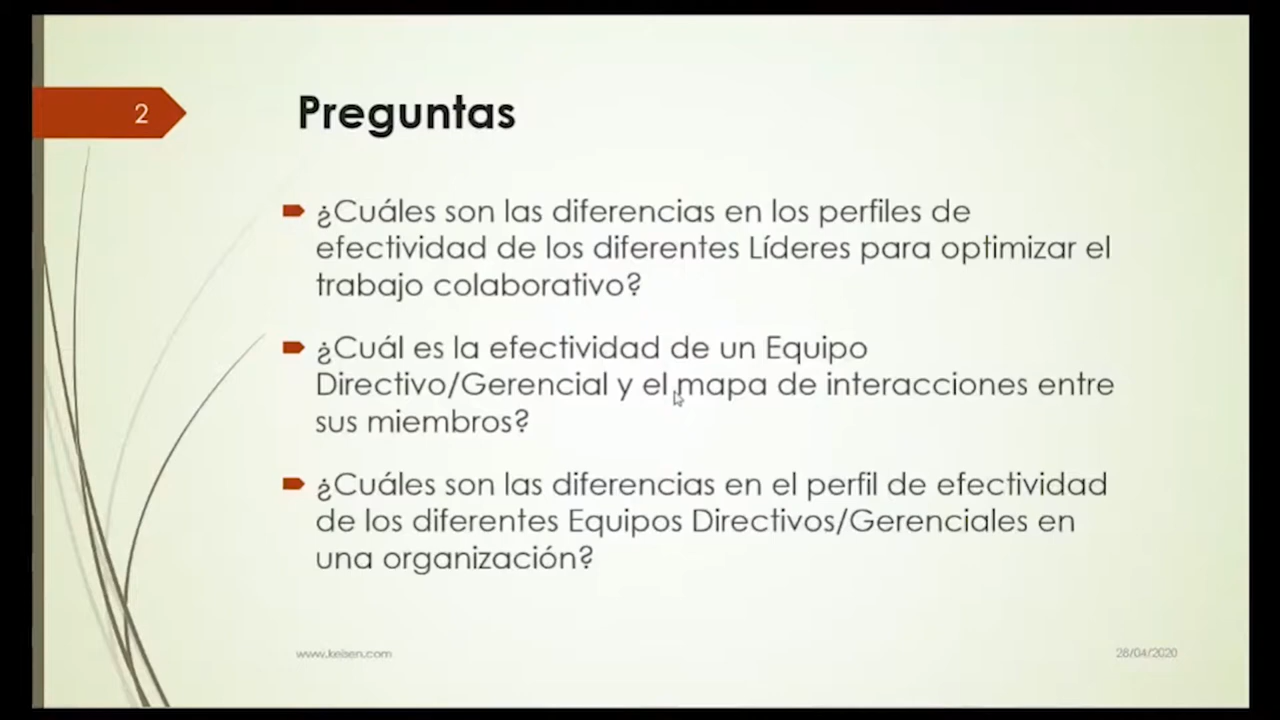 2
Preguntas
¿Cuáles son las diferencias en los perfiles de
efectividad de los diferentes Líderes para optimizar el
trabajo colaborativo?
¿Cuál es la efectividad de un Equipo
Directivo/Gerencial y el mapa de interacciones entre
sus miembros?
¿Cuáles son las diferencias en el perfil de efectividad
de los diferentes Equipos Directivos/Gerenciales en
una organización?
www.keisen.com
28/04/2020